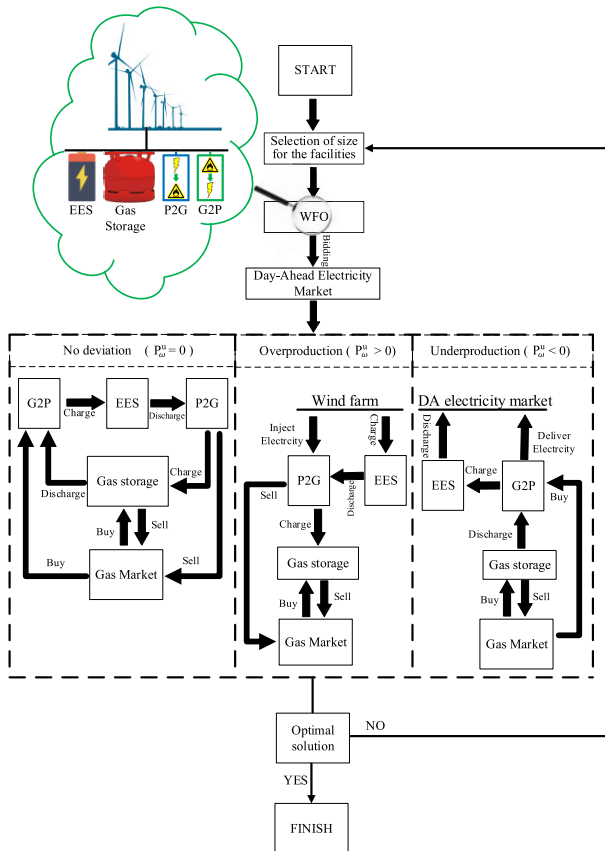 START
Selection of size
for the facilities
EES
Gas
Storage
P2G
G2P
WFO
Bidding
Day-Ahead Electricity
Market
No deviation ( P^u_ω = 0 )
G2P
Charge
EES
Discharge
P2G
Discharge
Gas storage
Charge
Buy
Sell
Buy
Gas Market
Sell
Overproduction ( P^u_ω > 0 )
Wind farm
Inject
Electrcity
Charge
Sell
P2G
Discharge
EES
Charge
Gas storage
Buy
Sell
Gas Market
Underproduction ( P^u_ω < 0 )
DA electricity market
Discharge
Deliver
Electrcity
EES
Charge
G2P
Buy
Discharge
Gas storage
Buy
Sell
Gas Market
Optimal
solution
NO
YES
FINISH